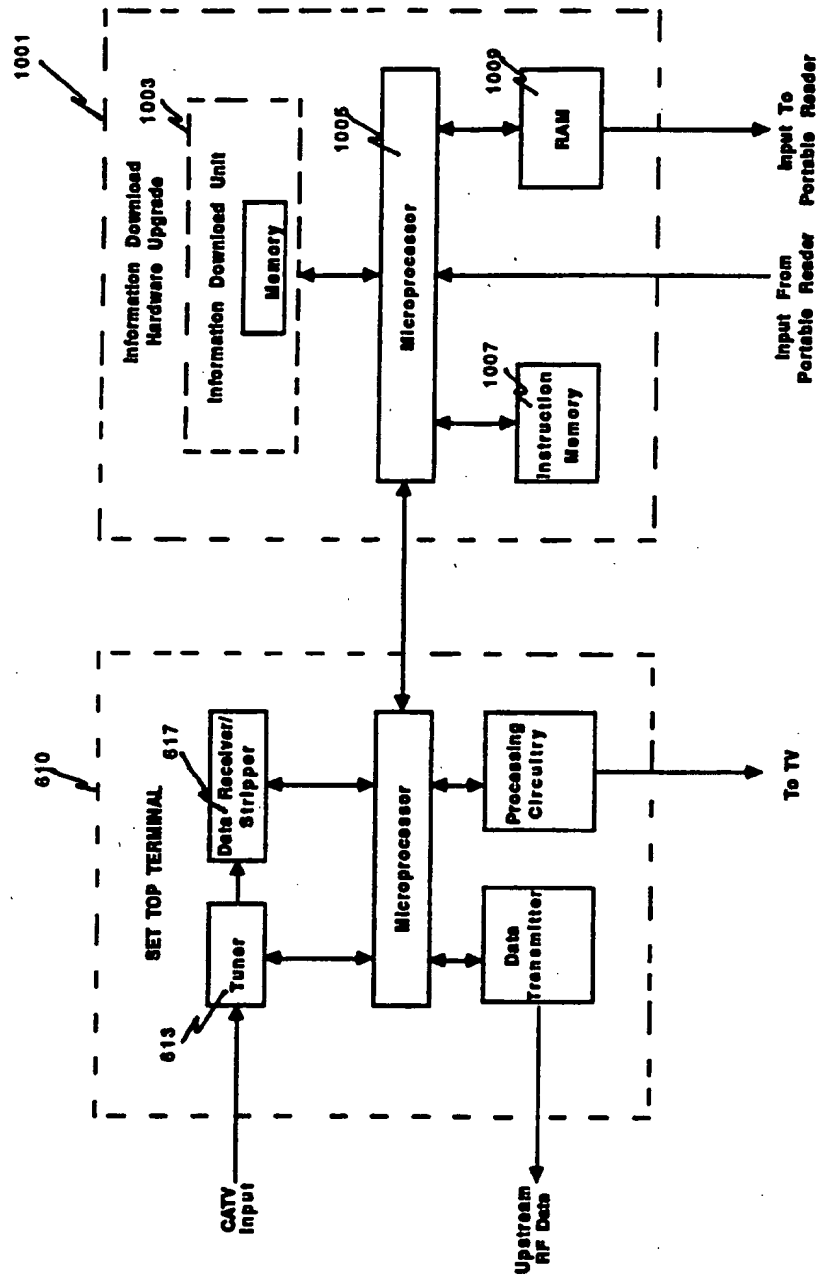 610
SET TOP TERMINAL
CATV
Input
613
Tuner
617
Data Receiver/
Stripper
Microprocessor
Data
Transmitter
Processing
Circuitry
Upstream
RF Data
To TV
1001
Information Download
Hardware Upgrade
1003
Information Download Unit
Memory
1005
Microprocessor
1007
Instruction
Memory
1009
RAM
Input From
Portable Reader
Input To
Portable Reader